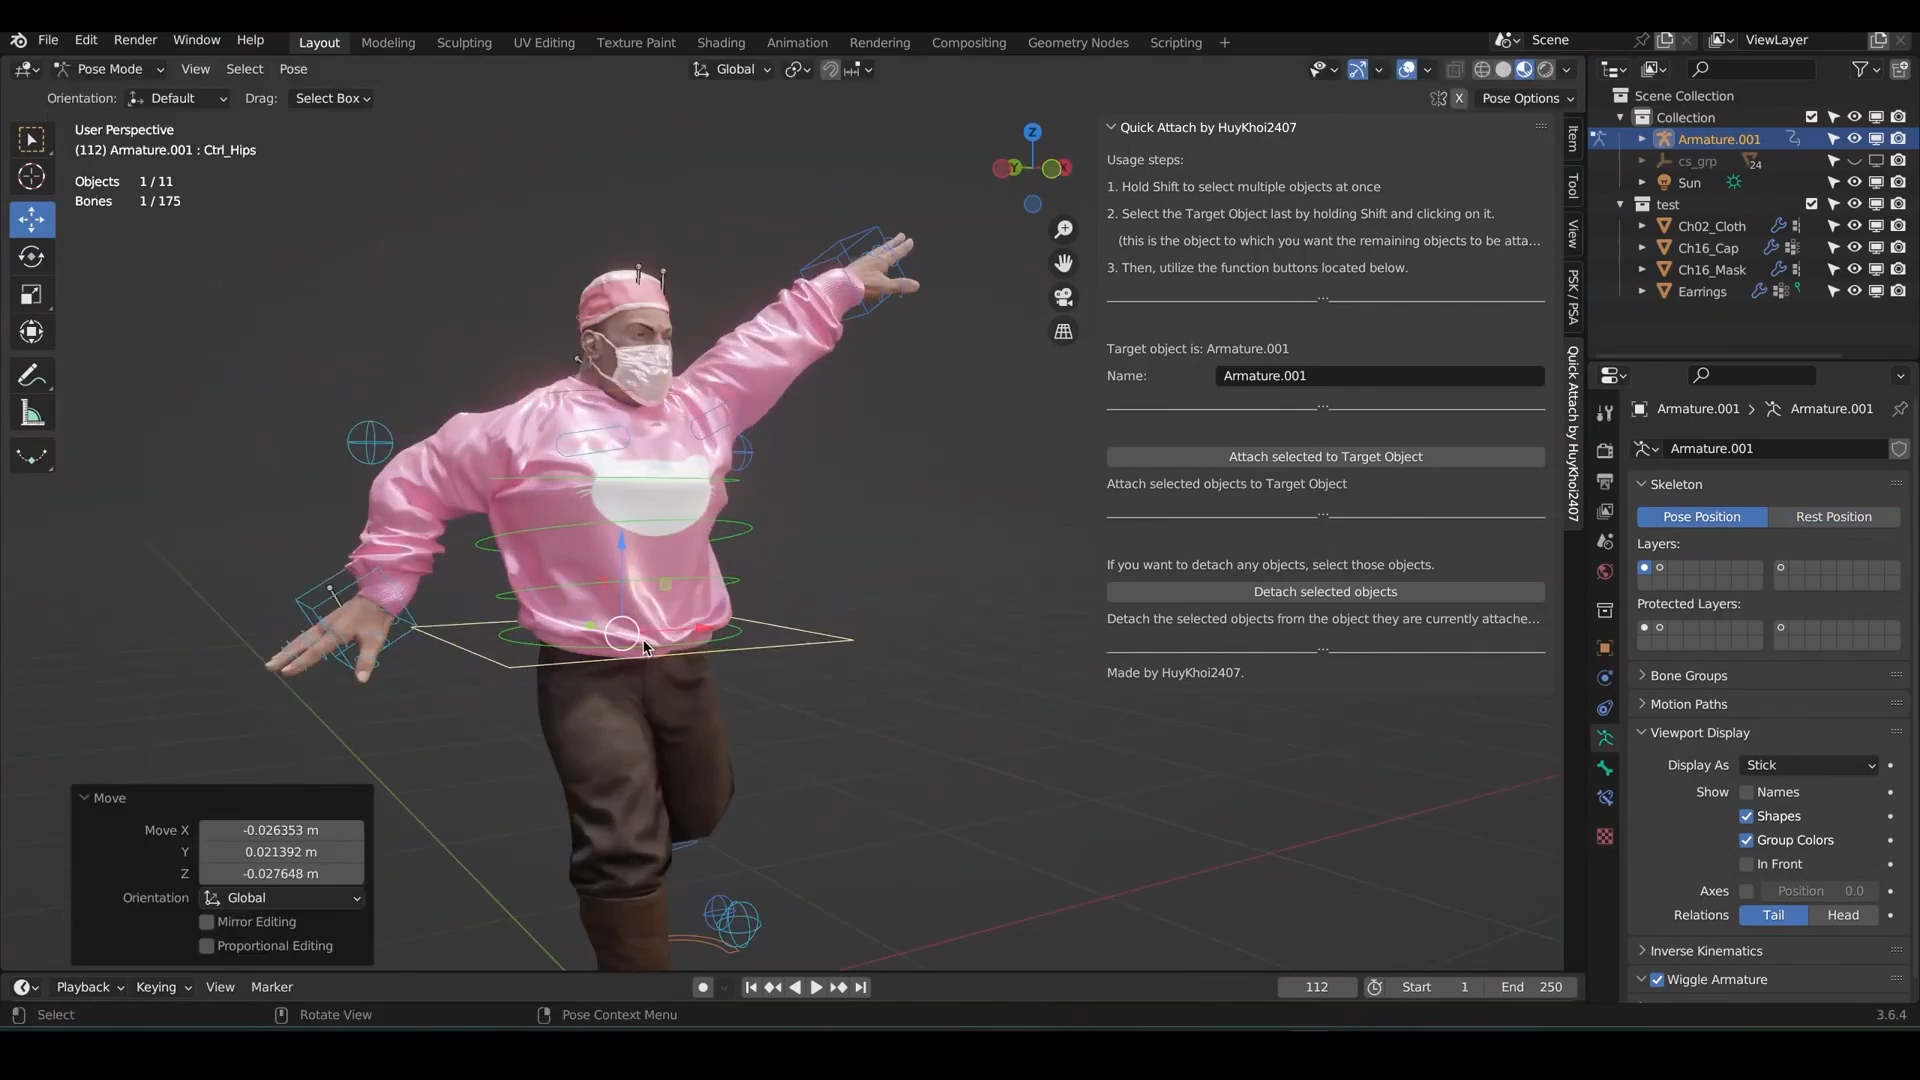 File Edit Render Window Help Layout Modeling Sculpting UV Editing Texture Paint Shading Animation Rendering Compositing Geometry Nodes Scripting + Scene ViewLayer
Pose Mode View Select Pose Global
Orientation: Default Drag: Select Box X Pose Options
User Perspective
(112) Armature.001 : Ctrl_Hips
Objects 1 / 11
Bones 1 / 175
Z
Y
X
Quick Attach by HuyKhoi2407
Usage steps:
1. Hold Shift to select multiple objects at once
2. Select the Target Object last by holding Shift and clicking on it.
(this is the object to which you want the remaining objects to be atta...
3. Then, utilize the function buttons located below.
...
Target object is: Armature.001
Name: Armature.001
...
Attach selected to Target Object
Attach selected objects to Target Object
...
If you want to detach any objects, select those objects.
Detach selected objects
Detach the selected objects from the object they are currently attache...
...
Made by HuyKhoi2407.
Item
Tool
View
PSK / PSA
Quick Attach by HuyKhoi2407
Scene Collection
Collection
Armature.001
cs_grp 24
Sun
test
Ch02_Cloth
Ch16_Cap
Ch16_Mask
Earrings
Armature.001 > Armature.001
Armature.001
Skeleton
Pose Position Rest Position
Layers:
Protected Layers:
Bone Groups
Motion Paths
Viewport Display
Display As Stick
Show Names
Shapes
Group Colors
In Front
Axes Position 0.0
Relations Tail Head
Inverse Kinematics
Wiggle Armature
Move
Move X -0.026353 m
Y 0.021392 m
Z -0.027648 m
Orientation Global
Mirror Editing
Proportional Editing
Playback Keying View Marker 112 Start 1 End 250
Select Rotate View Pose Context Menu 3.6.4